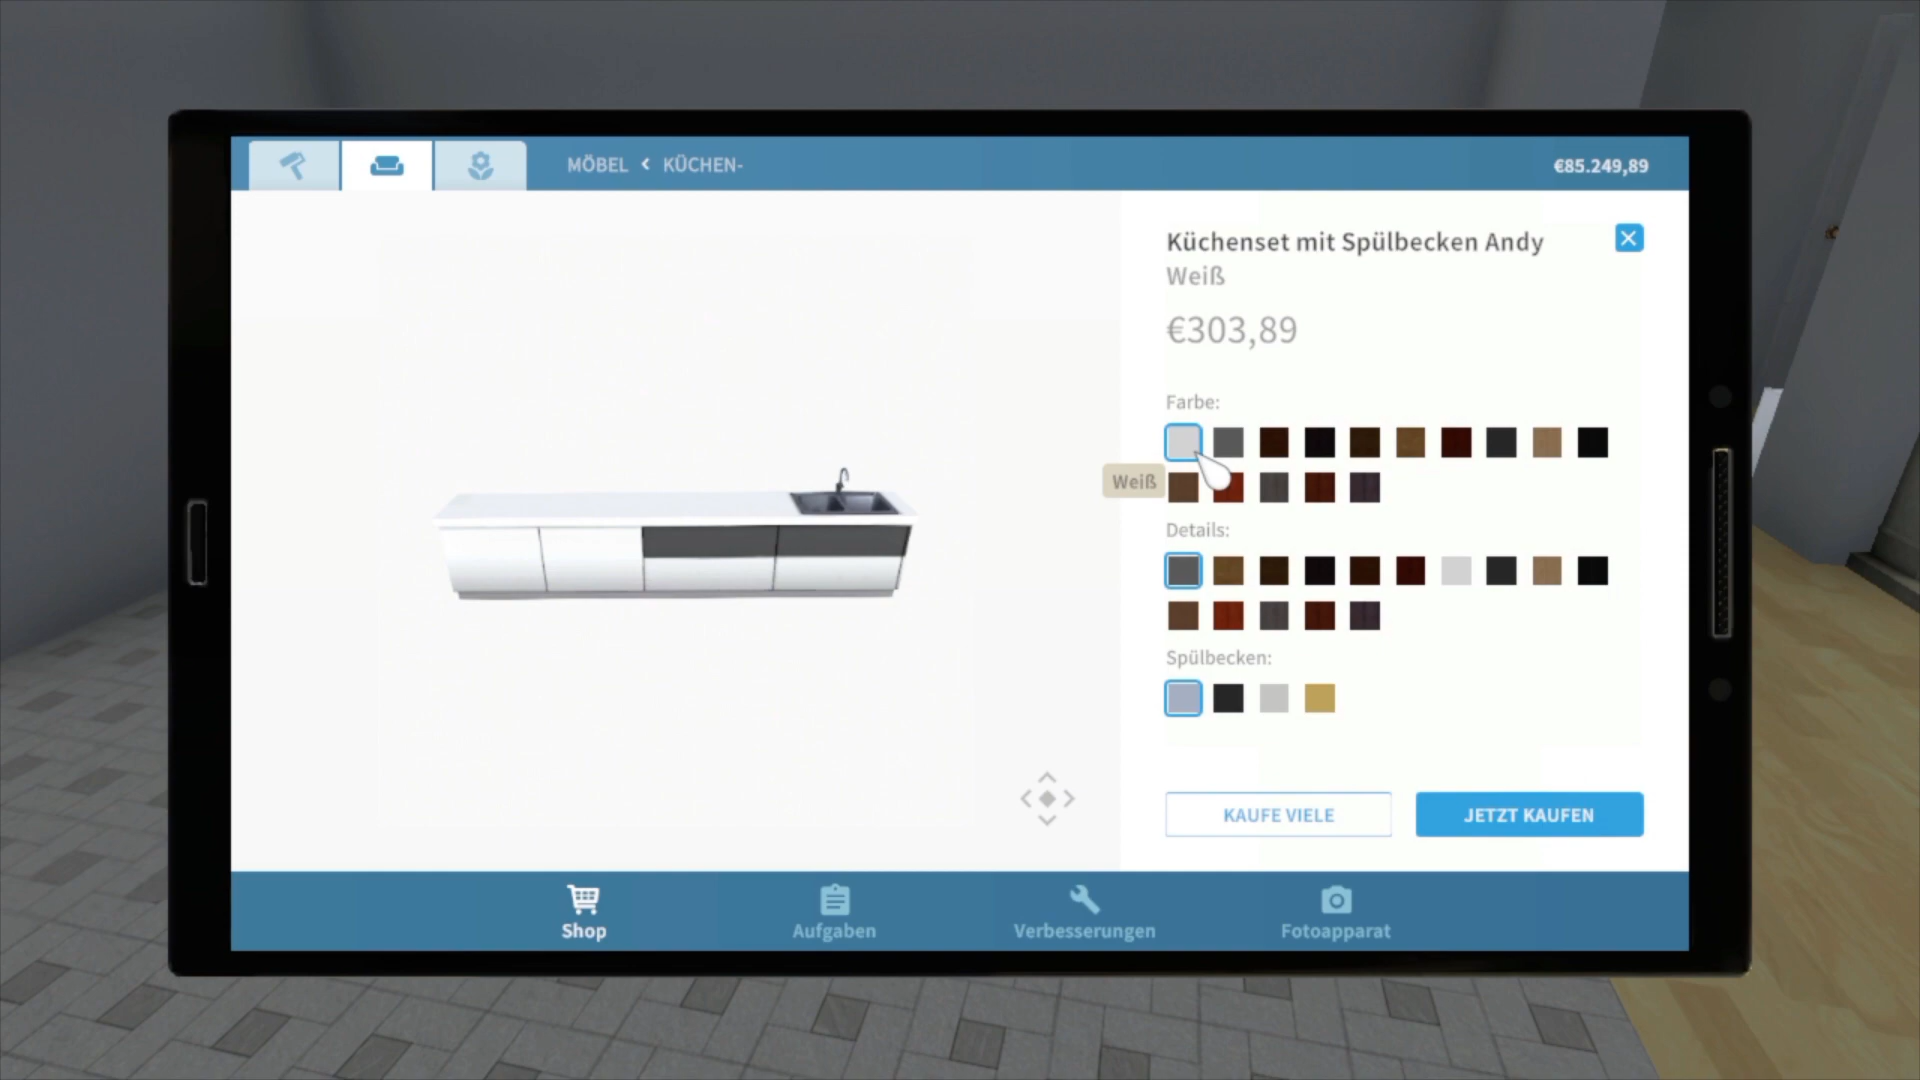 MÖBEL < KÜCHEN-
€85.249,89
Küchenset mit Spülbecken Andy
Weiß
€303,89
Farbe:
Weiß
Details:
Spülbecken:
KAUFE VIELE
JETZT KAUFEN
Shop
Aufgaben
Verbesserungen
Fotoapparat